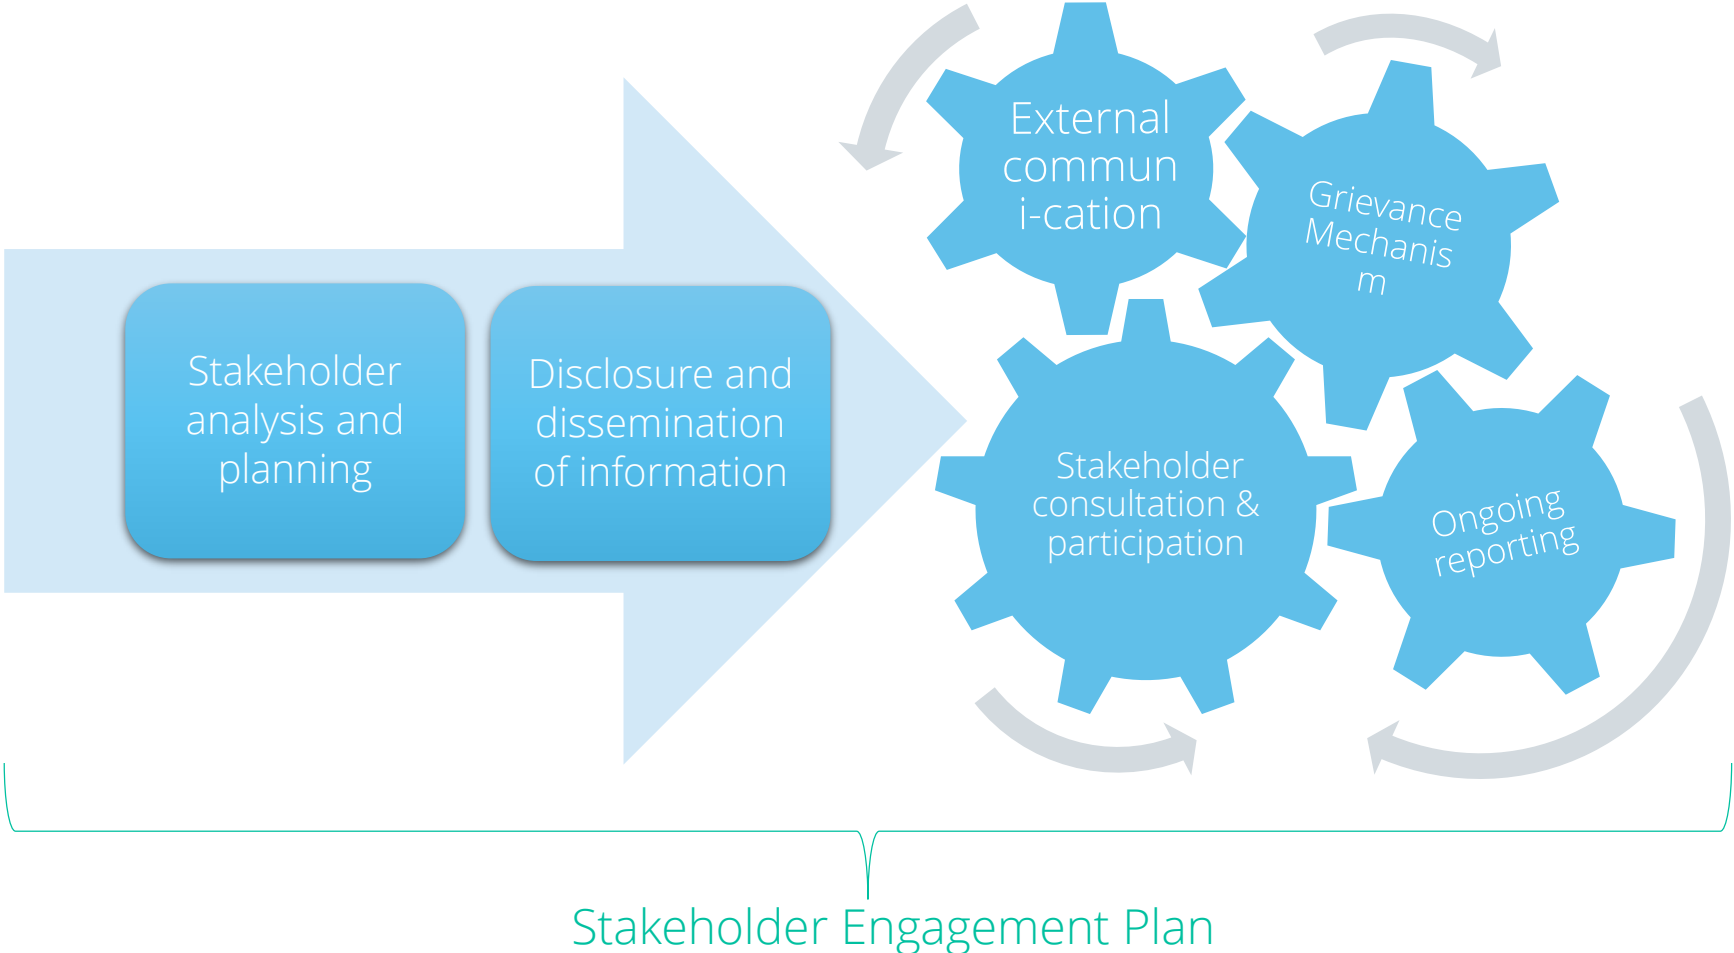 Stakeholder
analysis and
planning
Disclosure and
dissemination
of information
External
commun
i-cation
Grievance
Mechanis
m
Stakeholder
consultation &
participation
Ongoing
reporting
Stakeholder Engagement Plan